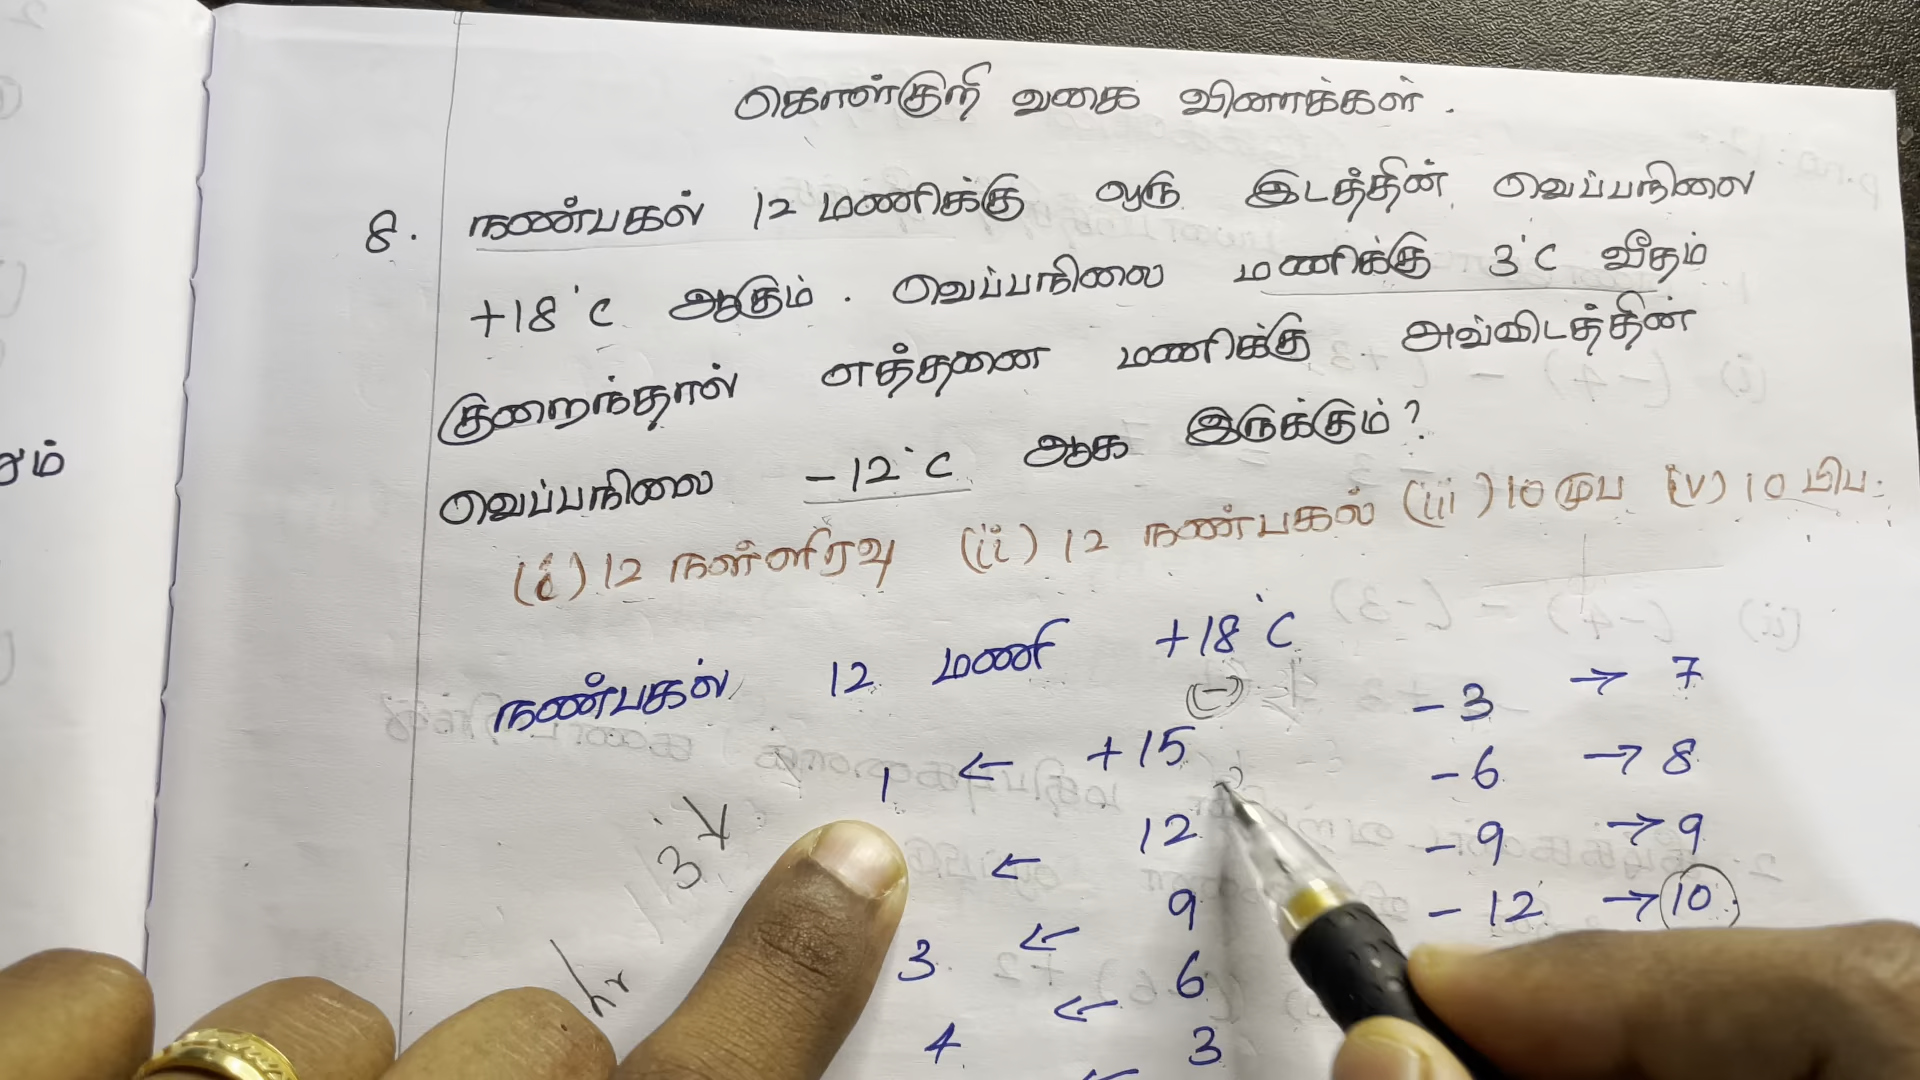 கொள்குறி வகை வினாக்கள்.
8. நண்பகல் 12 மணிக்கு ஒரு இடத்தின் வெப்பநிலை
+18°C ஆகும். வெப்பநிலை மணிக்கு 3°C வீதம்
குறைந்தால் எத்தனை மணிக்கு அவ்விடத்தின்
வெப்பநிலை -12°C ஆக இருக்கும்?
(i) 12 நள்ளிரவு (ii) 12 நண்பகல் (iii) 10 முப (v) 10 பிப.
நண்பகல் 12 மணி +18°C
(-)
1 ← +15
← 12
3 ← 9
4 ← 6
← 3
-3 → 7
-6 → 8
-9 → 9
-12 → 10
3
hr
சும்